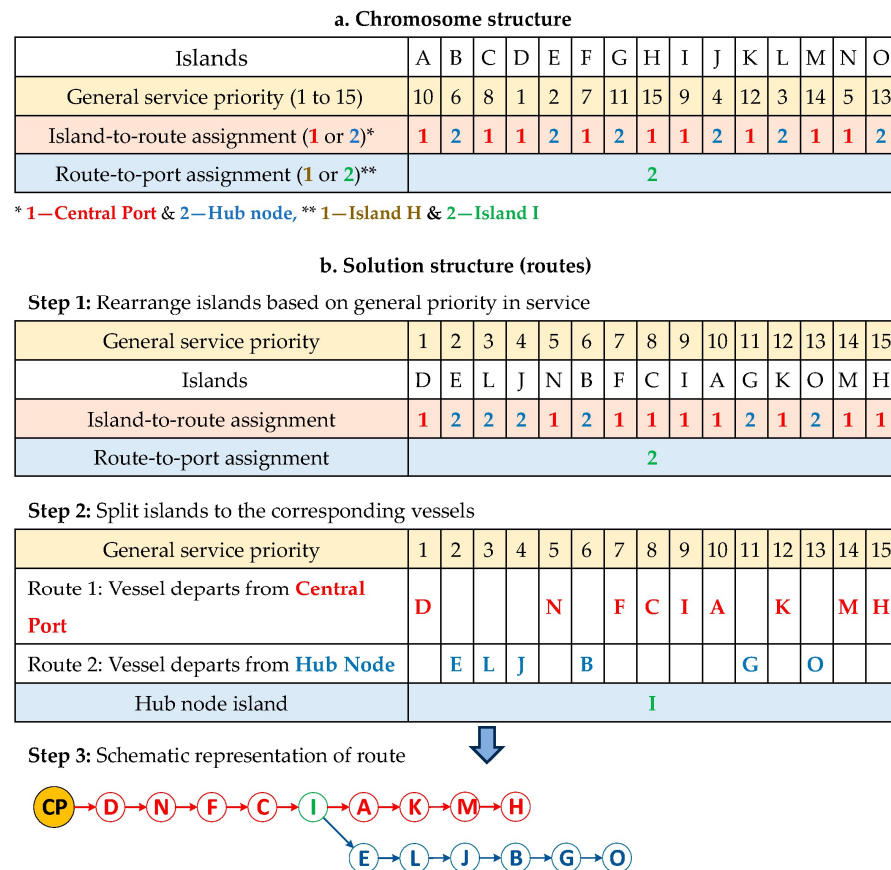 a. Chromosome structure
Islands A B C D E F G H I J K L M N O
General service priority (1 to 15) 10 6 8 1 2 7 11 15 9 4 12 3 14 5 13
Island-to-route assignment (1 or 2)* 1 2 1 1 2 1 2 1 1 2 1 2 1 1 2
Route-to-port assignment (1 or 2)** 2
* 1—Central Port & 2—Hub node, ** 1—Island H & 2—Island I
b. Solution structure (routes)
Step 1: Rearrange islands based on general priority in service
General service priority 1 2 3 4 5 6 7 8 9 10 11 12 13 14 15
Islands D E L J N B F C I A G K O M H
Island-to-route assignment 1 2 2 2 1 2 1 1 1 1 2 1 2 1 1
Route-to-port assignment 2
Step 2: Split islands to the corresponding vessels
General service priority 1 2 3 4 5 6 7 8 9 10 11 12 13 14 15
Route 1: Vessel departs from Central
Port D N F C I A K M H
Route 2: Vessel departs from Hub Node E L J B G O
Hub node island I
Step 3: Schematic representation of route
CP D N F C I A K M H
E L J B G O